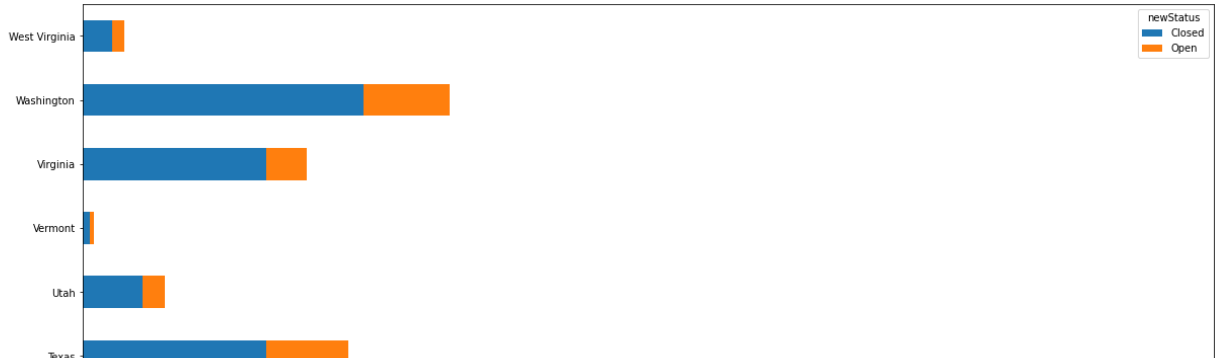 newStatus
Closed
Open
West Virginia
Washington
Virginia
Vermont
Utah
Texas